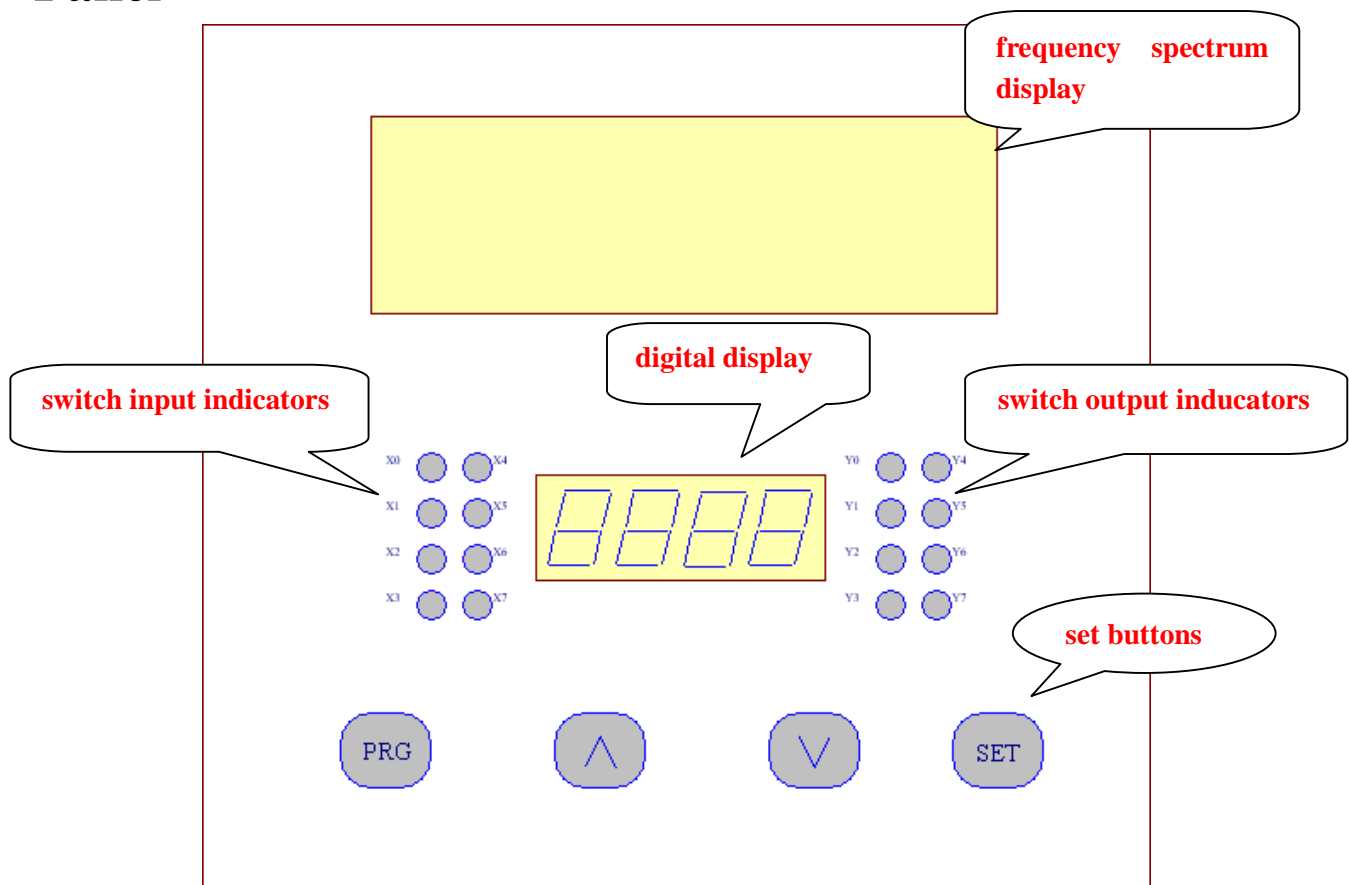 frequency spectrum
display
digital display
switch input indicators
switch output inducators
X0 X4
Y0 Y4
X1 X5
Y1 Y5
X2 X6
Y2 Y6
X3 X7
Y3 Y7
set buttons
PRG
SET